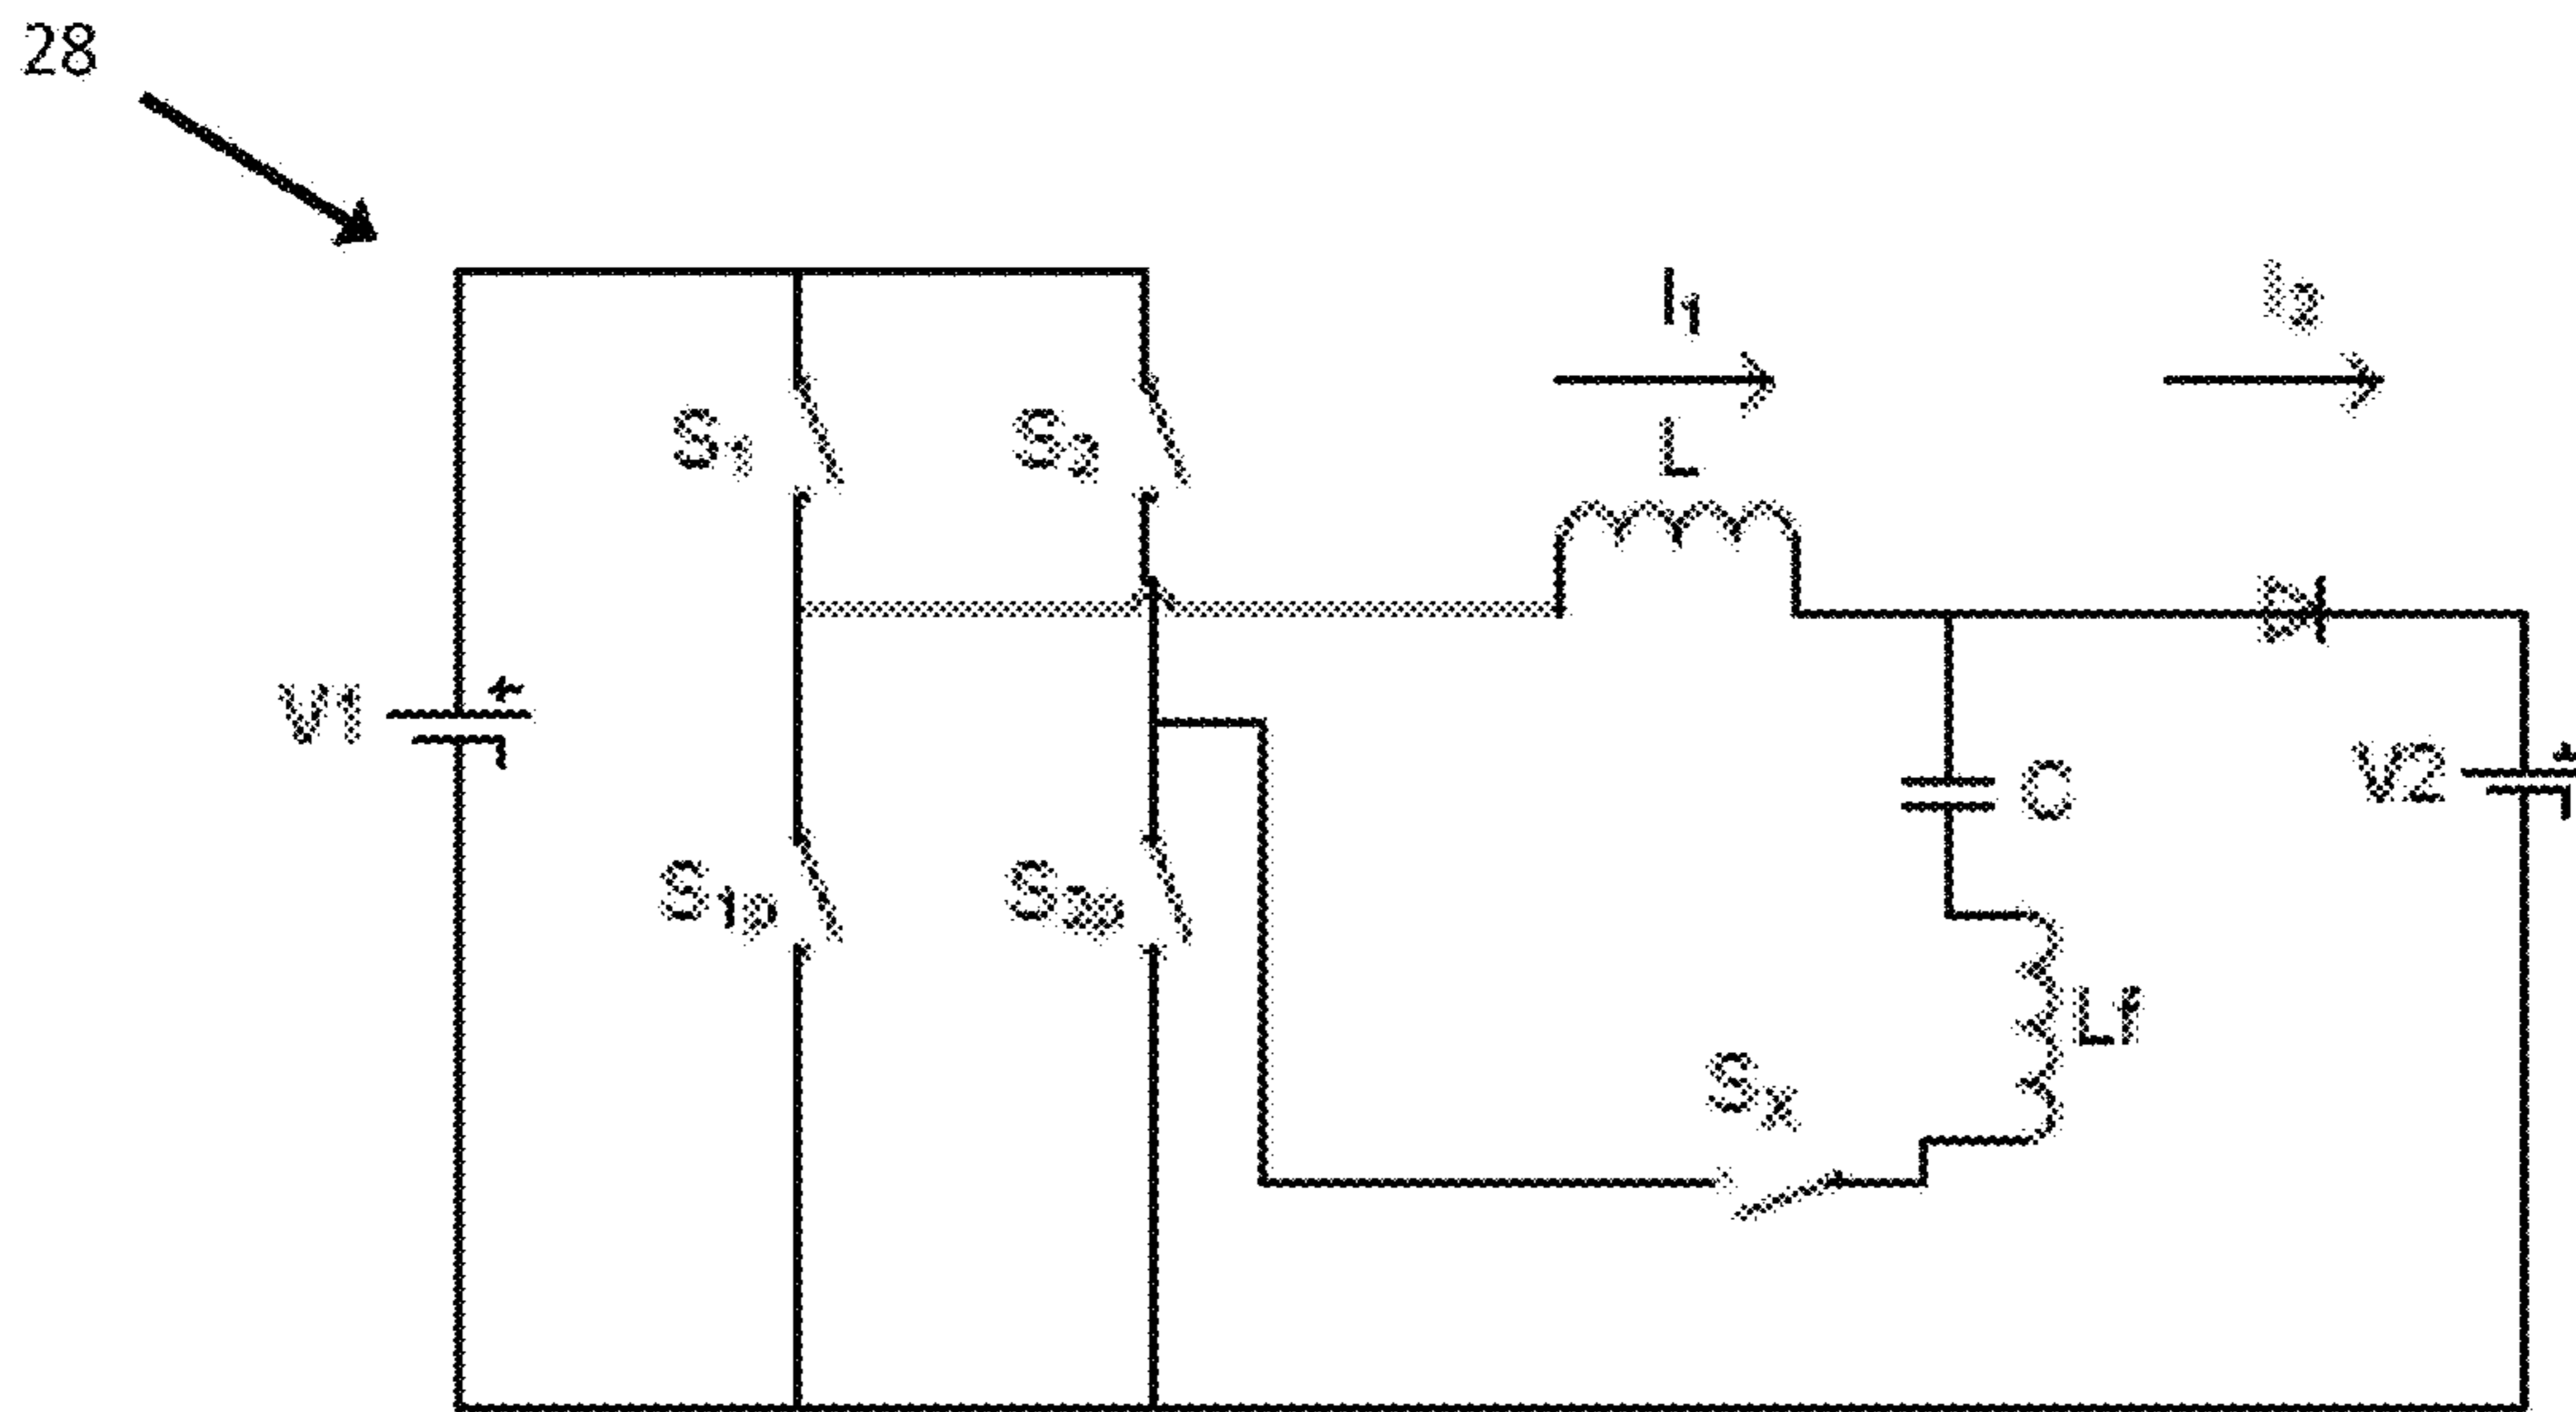 28
I₁
I₂
S₁
S₂
L
V1
+
V2
+
C
S₁ₚ
S₂ₚ
Lf
Sₓ